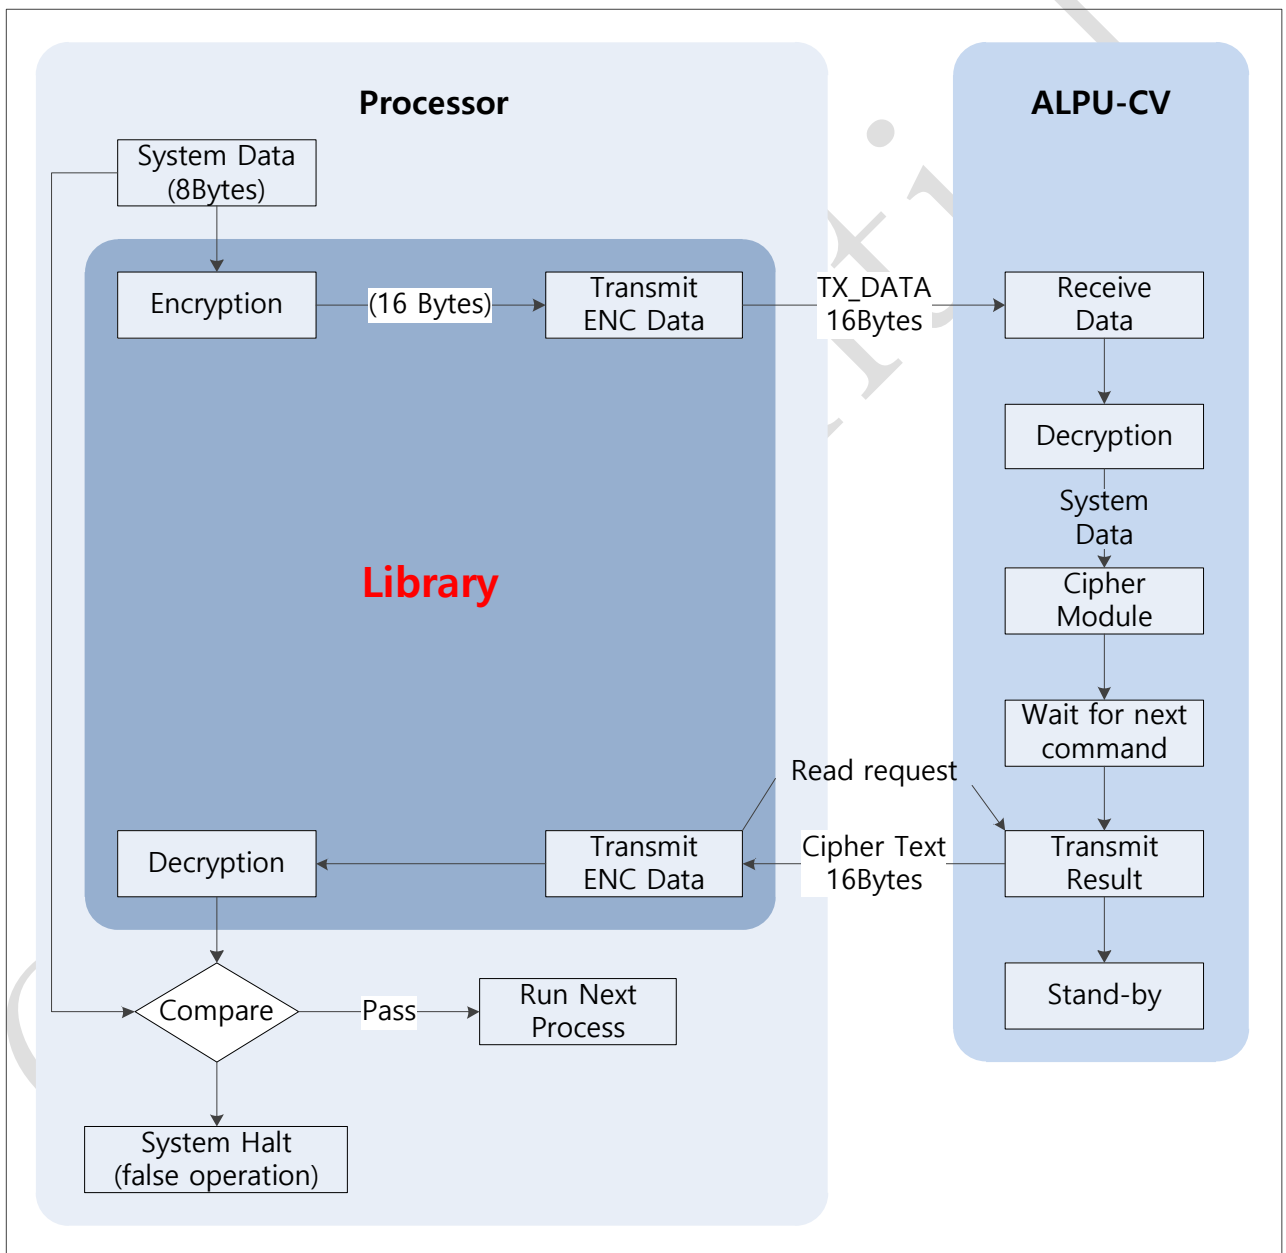 Processor
ALPU-CV
System Data
(8Bytes)
Encryption
(16 Bytes)
Transmit
ENC Data
TX_DATA
16Bytes
Receive
Data
Decryption
System
Data
Cipher
Module
Library
Wait for next
command
Read request
Decryption
Transmit
ENC Data
Cipher Text
16Bytes
Transmit
Result
Compare
Pass
Run Next
Process
Stand-by
System Halt
(false operation)